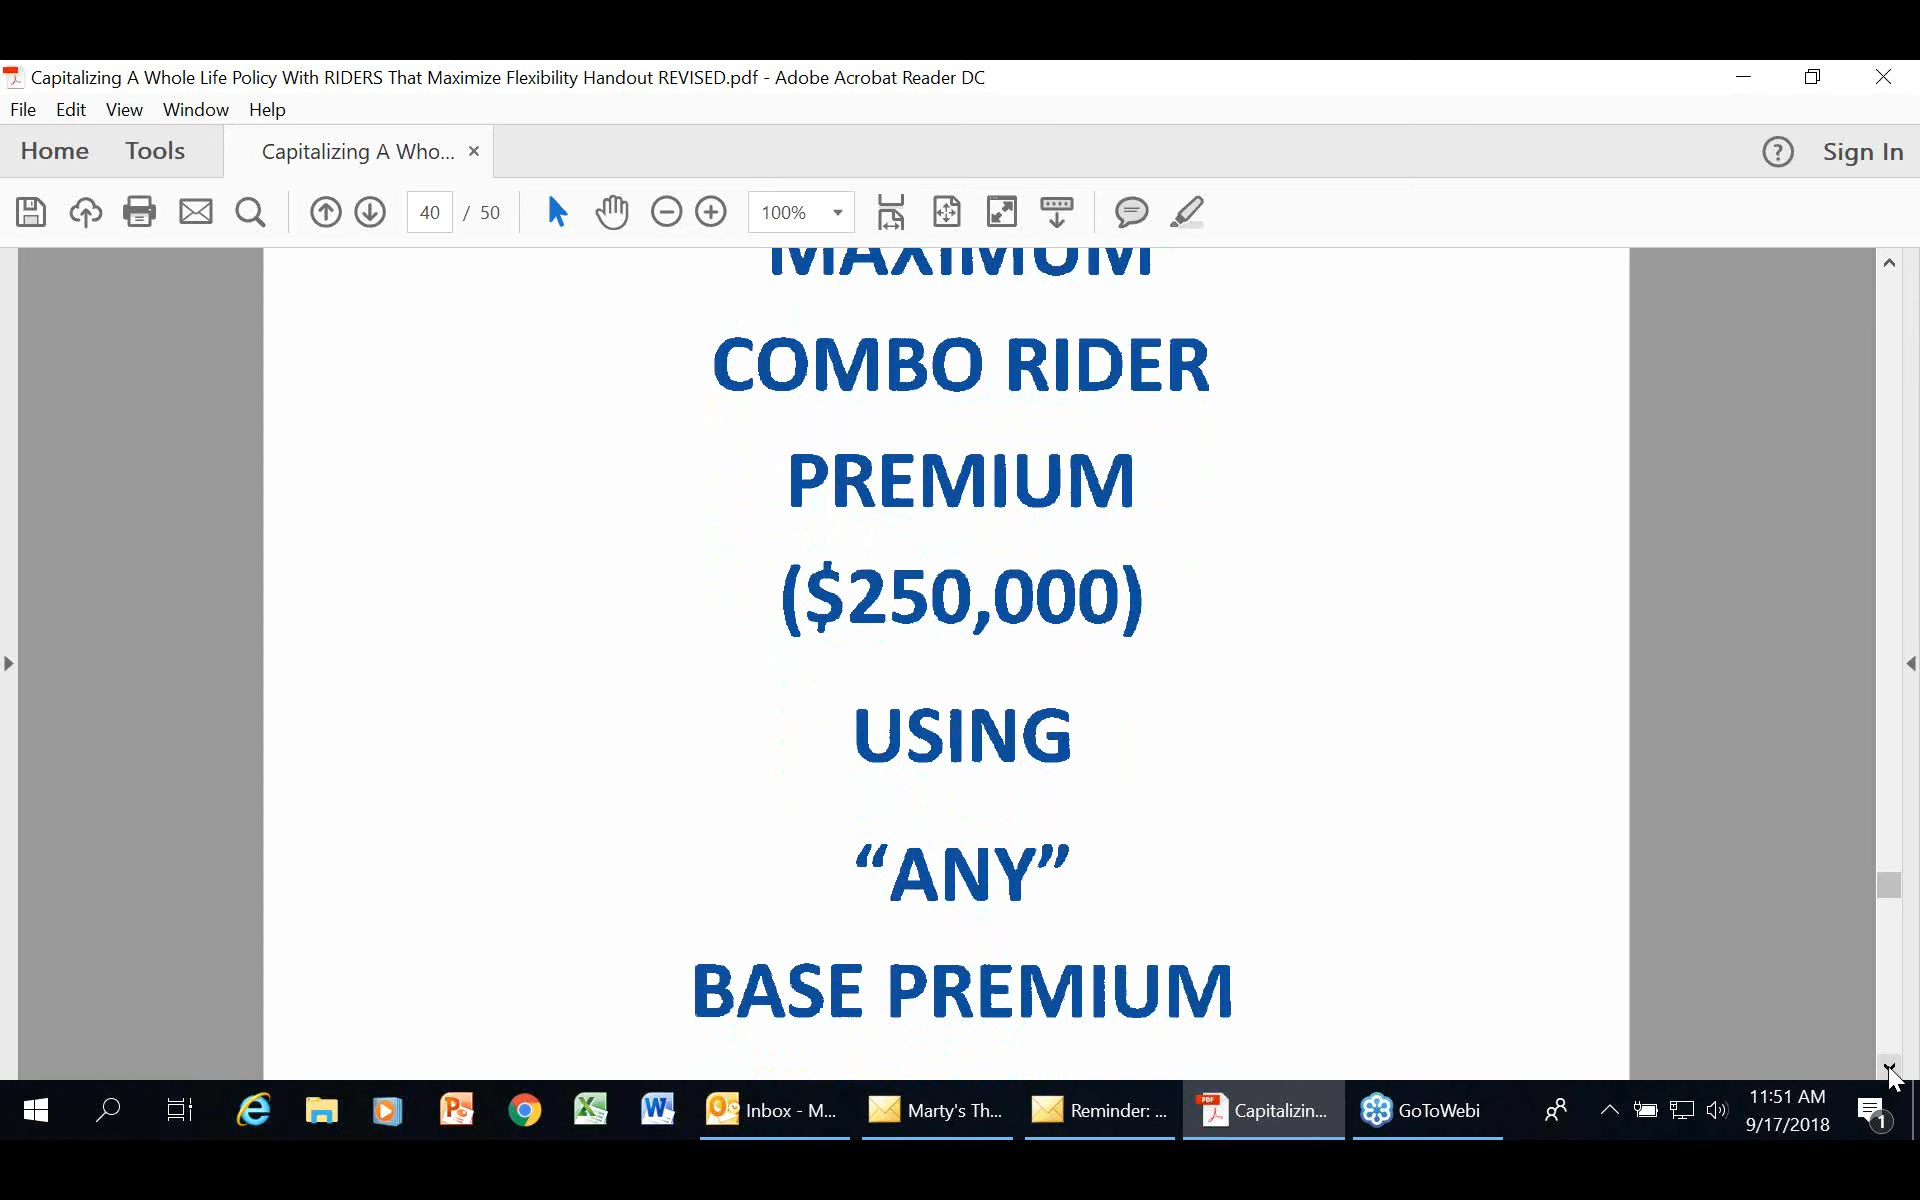 Capitalizing A Whole Life Policy With RIDERS That Maximize Flexibility Handout REVISED.pdf - Adobe Acrobat Reader DC
File Edit View Window Help
Home Tools Capitalizing A Who... × ? Sign In
40 / 50 100%
MAXIMUM
COMBO RIDER
PREMIUM
($250,000)
USING
“ANY”
BASE PREMIUM
Inbox - M... Marty's Th... Reminder: ... Capitalizin... GoToWebi
11:51 AM
9/17/2018
1